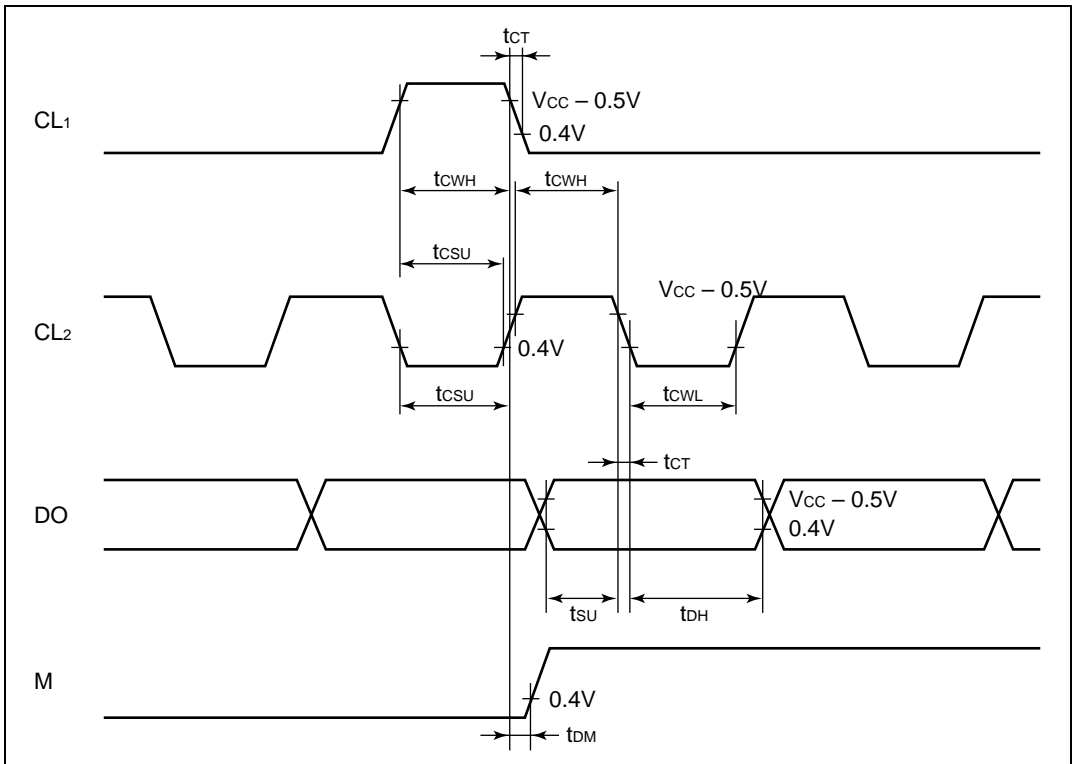 tCT
VCC – 0.5V
CL1
0.4V
tCWH
tCWH
tCSU
VCC – 0.5V
CL2
0.4V
tCSU
tCWL
tCT
VCC – 0.5V
DO
0.4V
tSU
tDH
M
0.4V
tDM